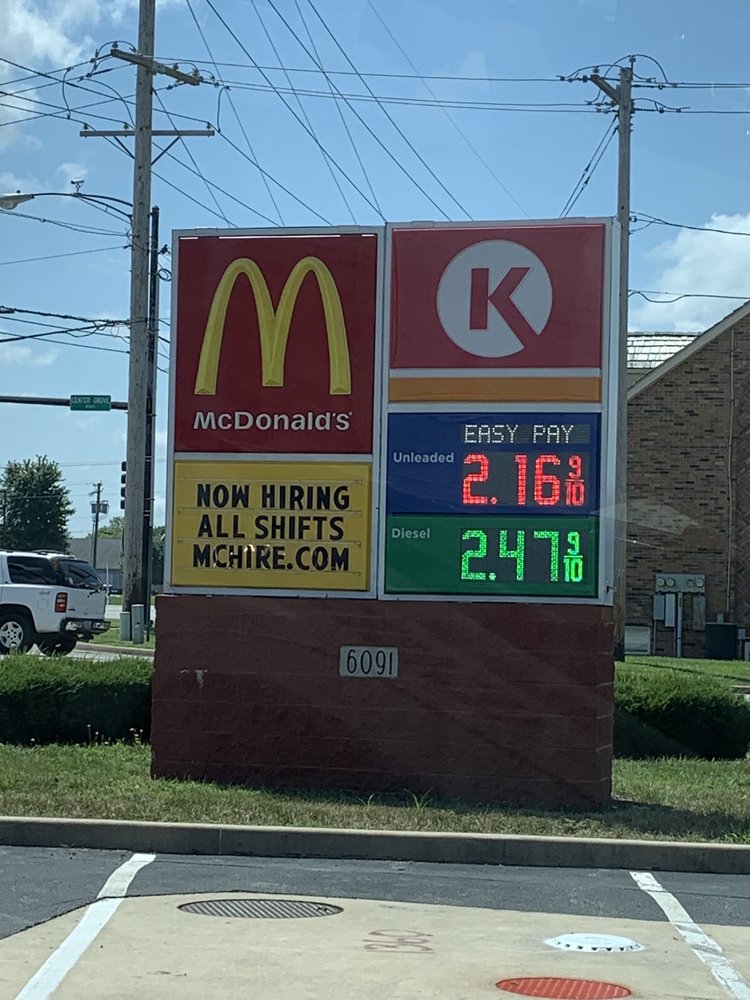 CENTER GROVE
McDonald's
NOW HIRING
ALL SHIFTS
MCHIRE.COM
K
EASY PAY
Unleaded 2.16 9/10
Diesel 2.47 9/10
6091